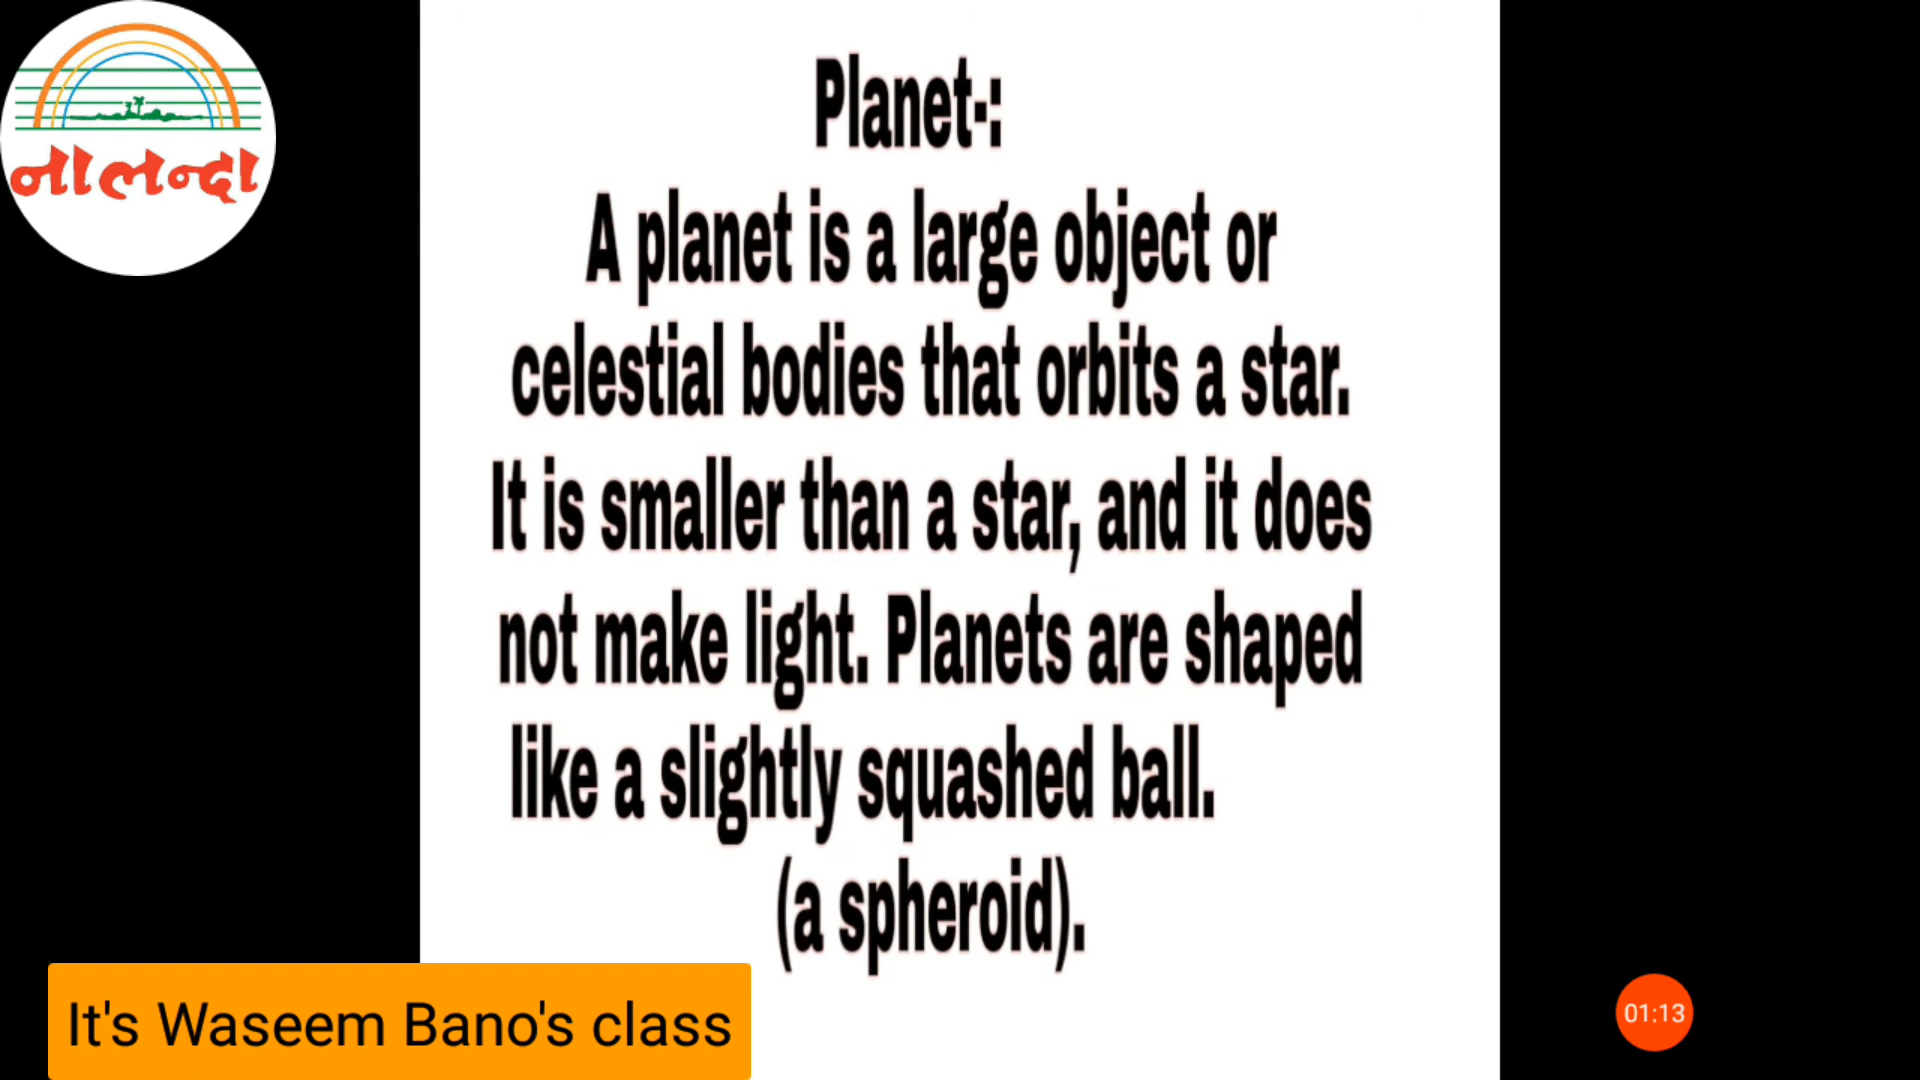 નાલન્દા
Planet-:
A planet is a large object or
celestial bodies that orbits a star.
It is smaller than a star, and it does
not make light. Planets are shaped
like a slightly squashed ball.
(a spheroid).
It's Waseem Bano's class
01:13